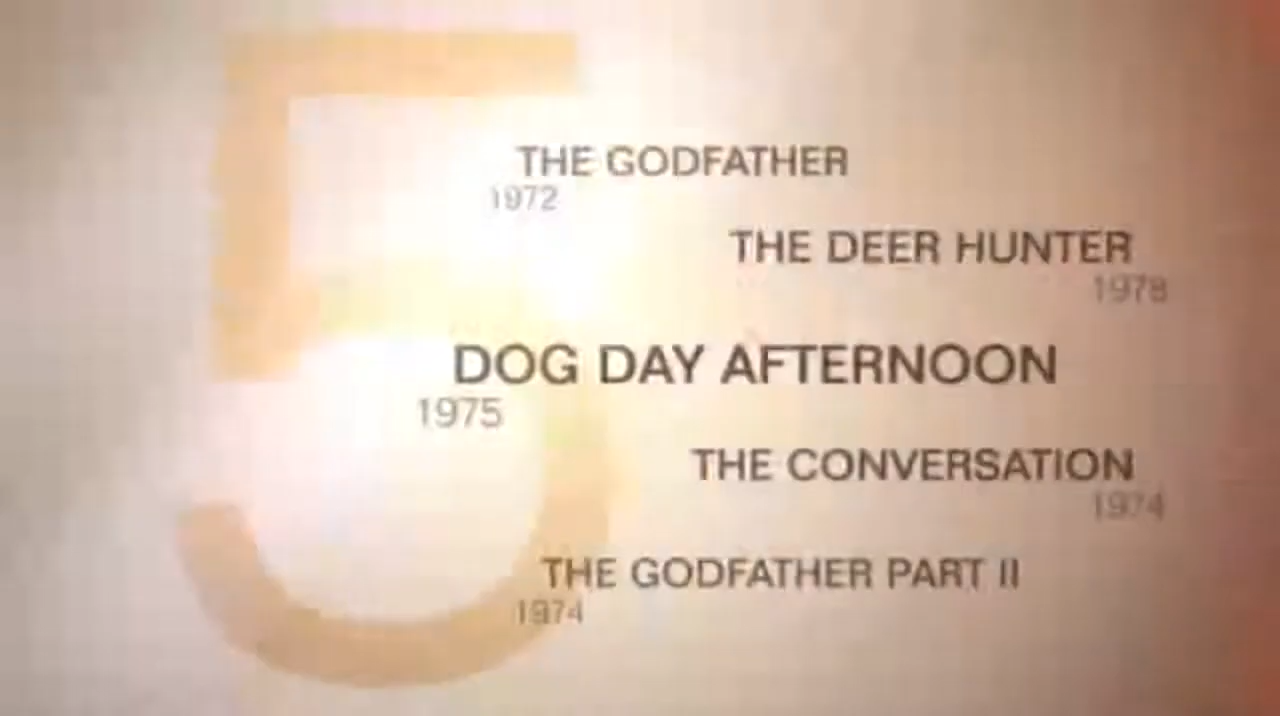 5
THE GODFATHER
1972
THE DEER HUNTER
1978
DOG DAY AFTERNOON
1975
THE CONVERSATION
1974
THE GODFATHER PART II
1974